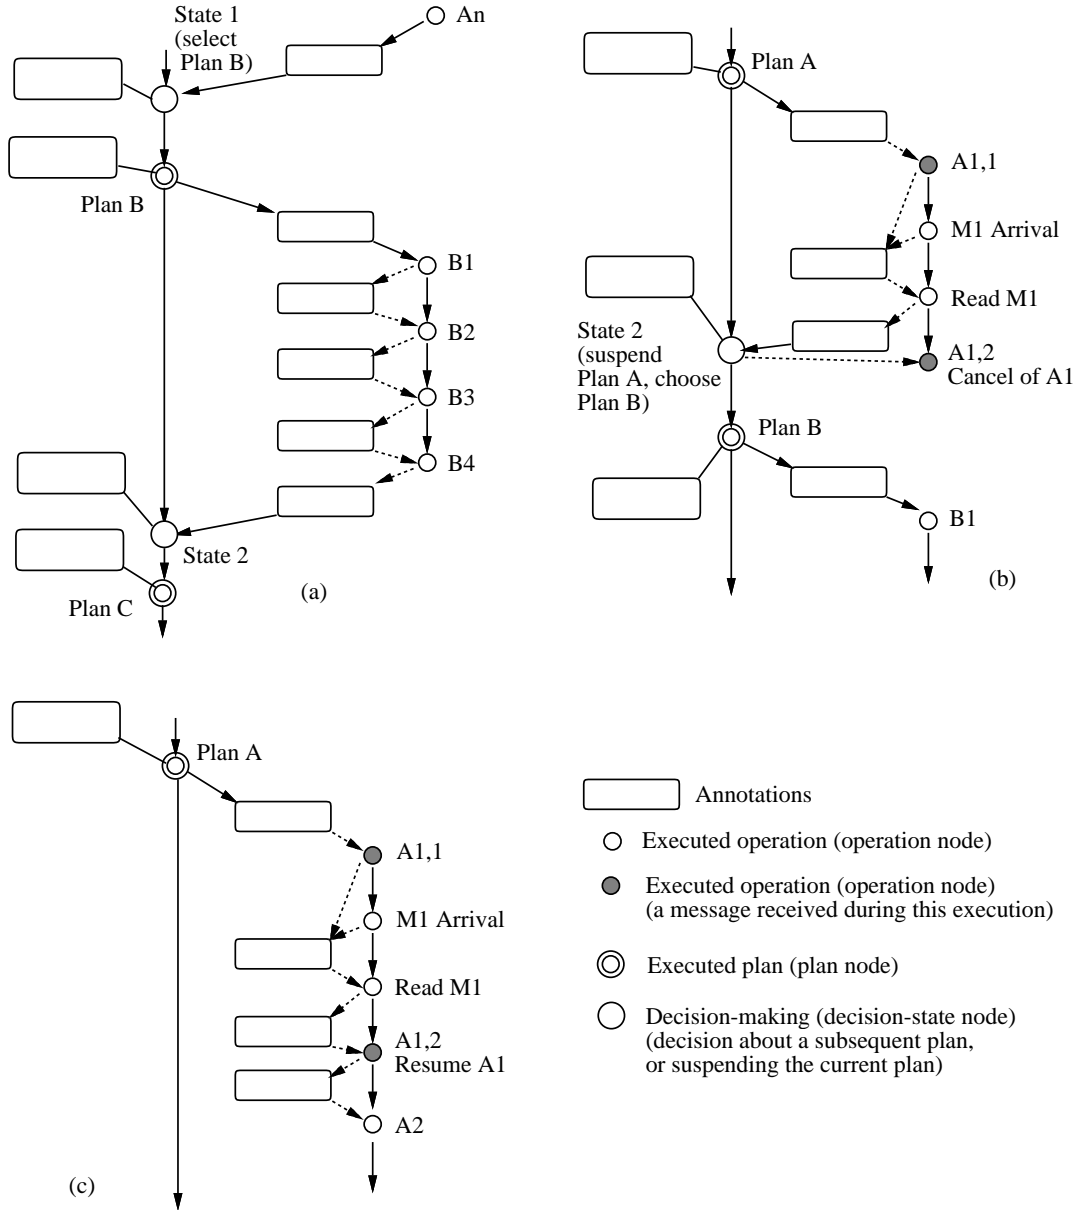 State 1
(select
Plan B)
An
Plan B
B1
B2
B3
B4
State 2
Plan C
(a)
Plan A
A1,1
M1 Arrival
Read M1
State 2
(suspend
Plan A, choose
Plan B)
A1,2
Cancel of A1
Plan B
B1
(b)
Plan A
A1,1
M1 Arrival
Read M1
A1,2
Resume A1
A2
(c)
Annotations
Executed operation (operation node)
Executed operation (operation node)
(a message received during this execution)
Executed plan (plan node)
Decision-making (decision-state node)
(decision about a subsequent plan,
or suspending the current plan)